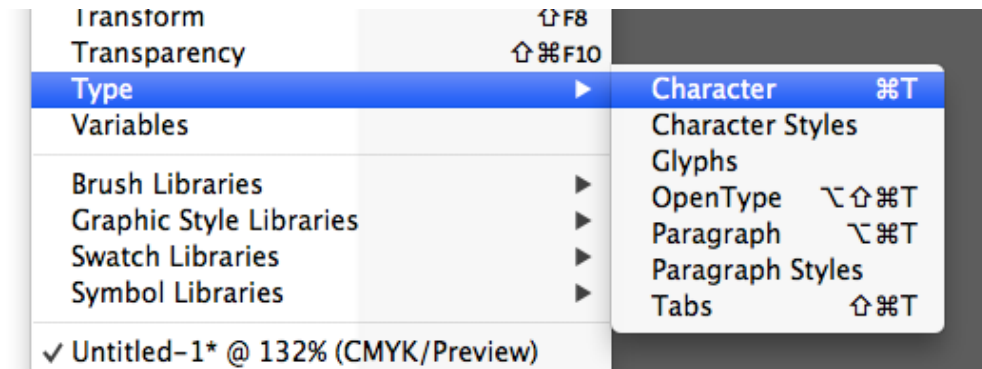 Transform ⇧F8
Transparency ⇧⌘F10
Type ▶
Variables
Brush Libraries ▶
Graphic Style Libraries ▶
Swatch Libraries ▶
Symbol Libraries ▶
✓ Untitled-1* @ 132% (CMYK/Preview)
Character ⌘T
Character Styles
Glyphs
OpenType ⌥⇧⌘T
Paragraph ⌥⌘T
Paragraph Styles
Tabs ⇧⌘T